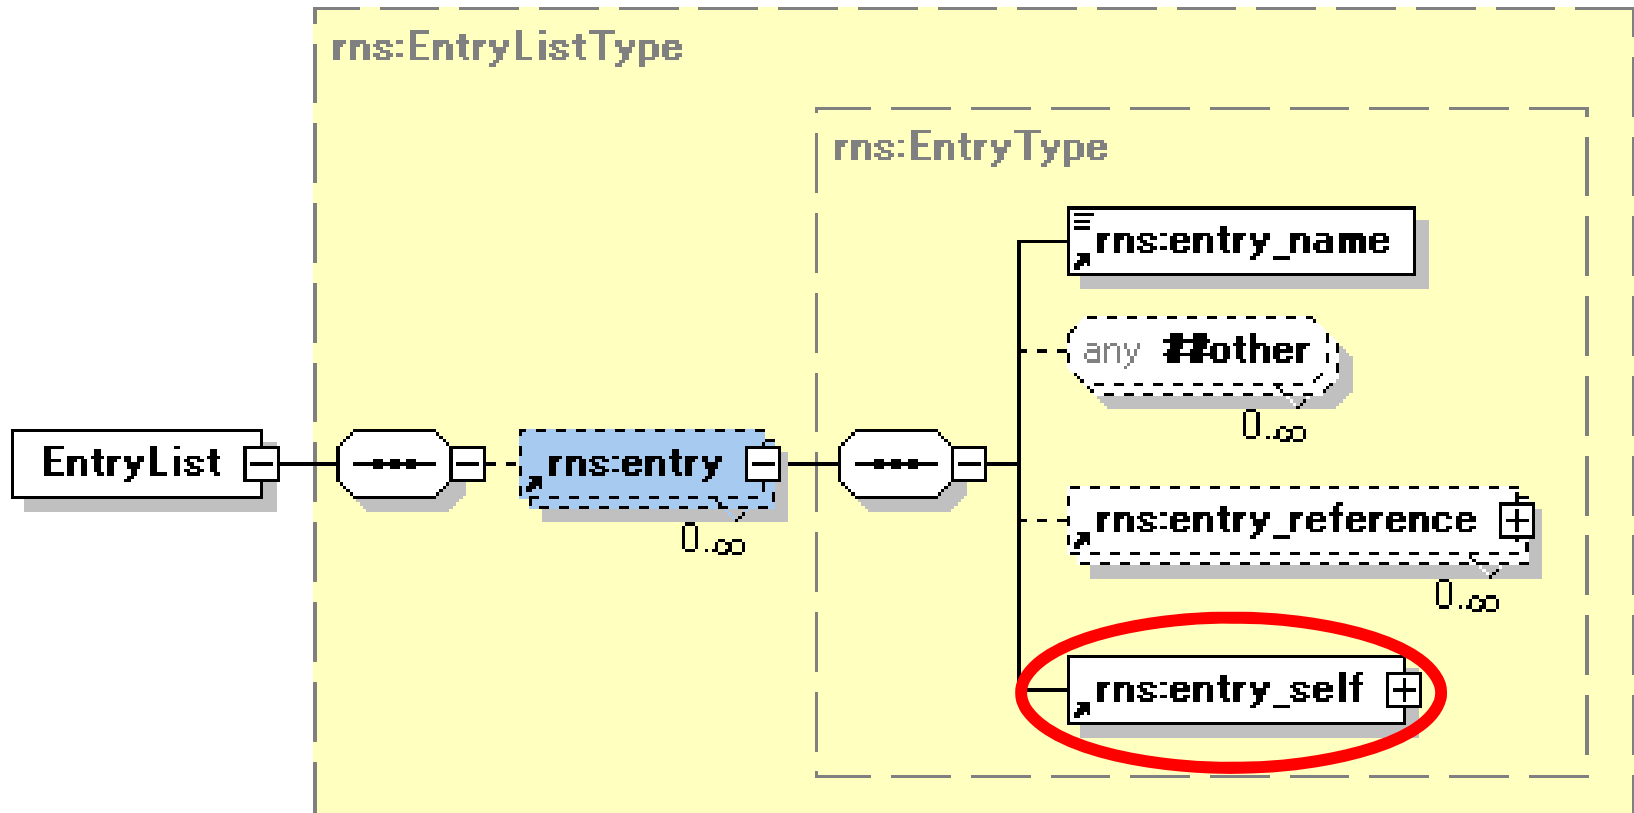 rns:EntryListType
rns:EntryType
rns:entry_name
any ##other
0..∞
EntryList
rns:entry
0..∞
rns:entry_reference
0..∞
rns:entry_self